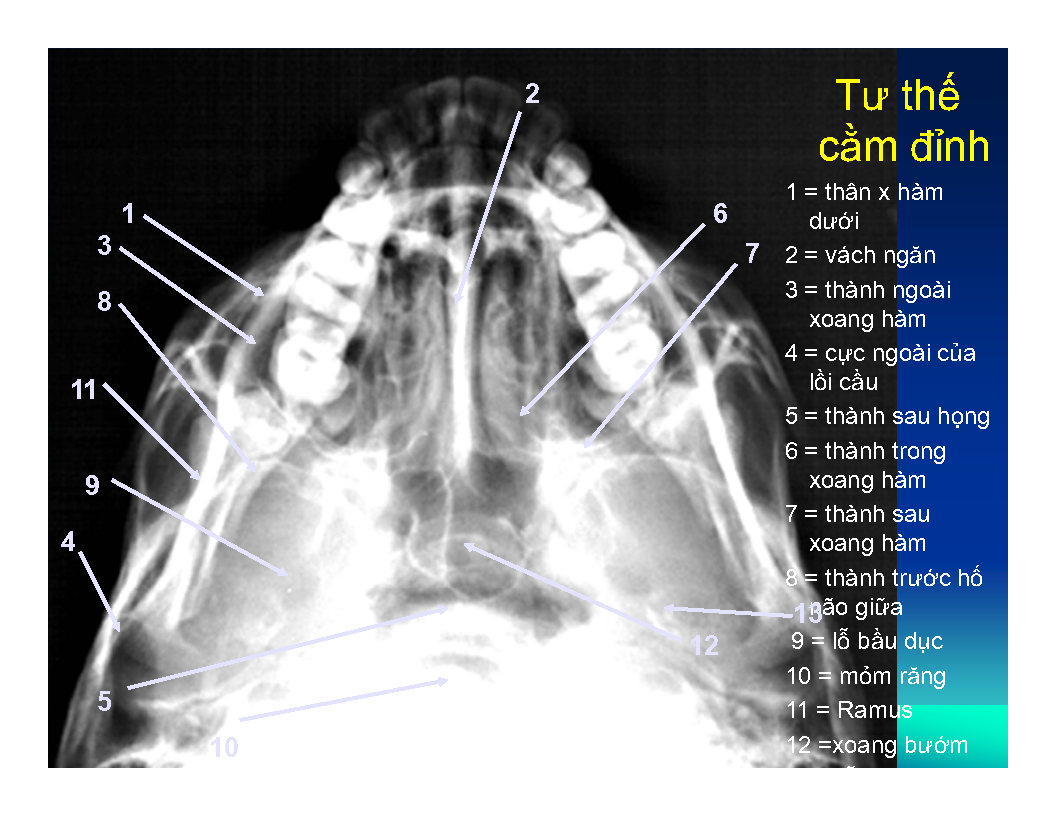 Tư thế
cằm đỉnh
1 = thân x hàm
dưới
2 = vách ngăn
3 = thành ngoài
xoang hàm
4 = cực ngoài của
lồi cầu
5 = thành sau họng
6 = thành trong
xoang hàm
7 = thành sau
xoang hàm
8 = thành trước hố
não giữa
9 = lỗ bầu dục
10 = mỏm răng
11 = Ramus
12 =xoang bướm
2
1
6
3
7
8
11
9
4
13
12
5
10